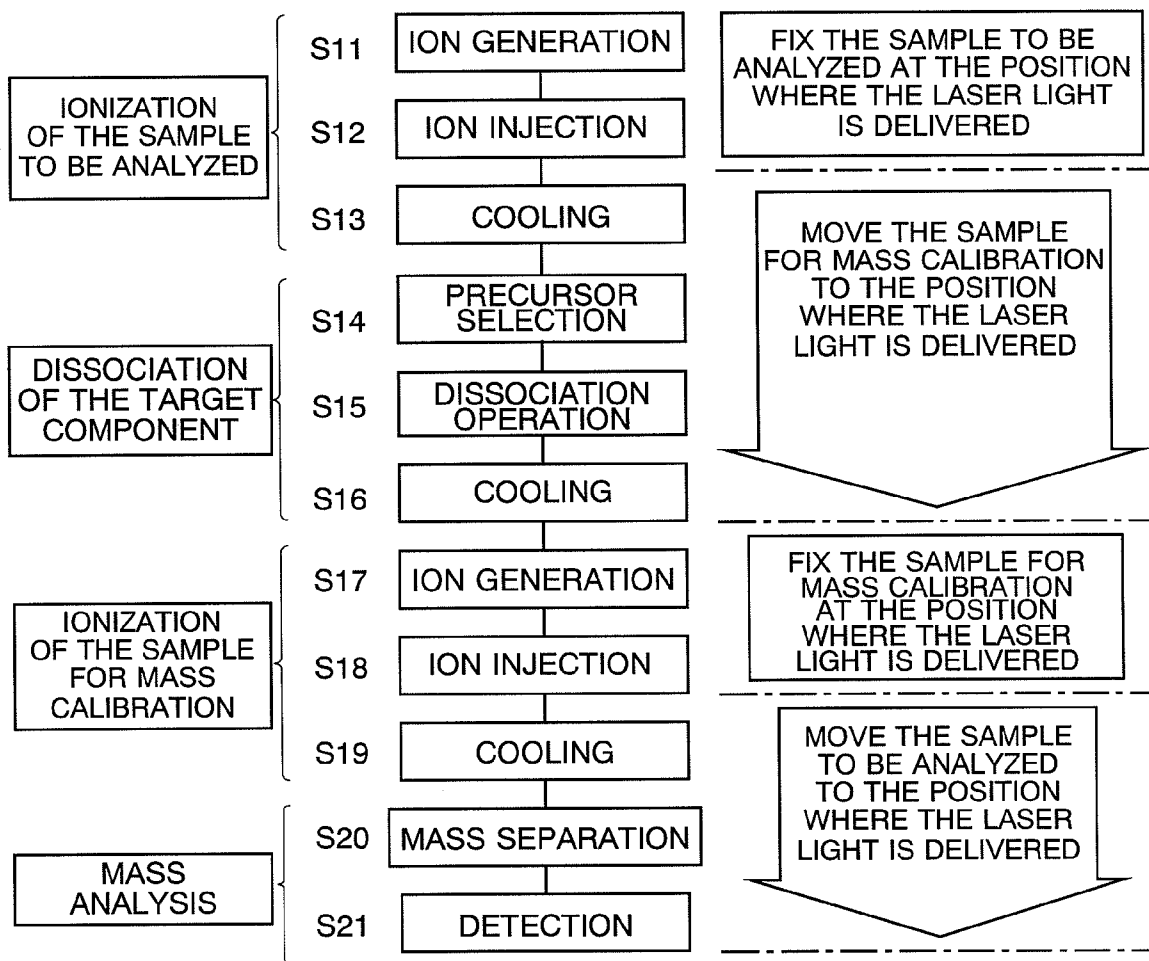 IONIZATION
OF THE SAMPLE
TO BE ANALYZED
DISSOCIATION
OF THE TARGET
COMPONENT
IONIZATION
OF THE SAMPLE
FOR MASS
CALIBRATION
MASS
ANALYSIS
S11
ION GENERATION
S12
ION INJECTION
S13
COOLING
S14
PRECURSOR
SELECTION
S15
DISSOCIATION
OPERATION
S16
COOLING
S17
ION GENERATION
S18
ION INJECTION
S19
COOLING
S20
MASS SEPARATION
S21
DETECTION
FIX THE SAMPLE TO BE
ANALYZED AT THE POSITION
WHERE THE LASER LIGHT
IS DELIVERED
MOVE THE SAMPLE
FOR MASS CALIBRATION
TO THE POSITION
WHERE THE LASER
LIGHT IS DELIVERED
FIX THE SAMPLE FOR
MASS CALIBRATION
AT THE POSITION
WHERE THE LASER
LIGHT IS DELIVERED
MOVE THE SAMPLE
TO BE ANALYZED
TO THE POSITION
WHERE THE LASER
LIGHT IS DELIVERED